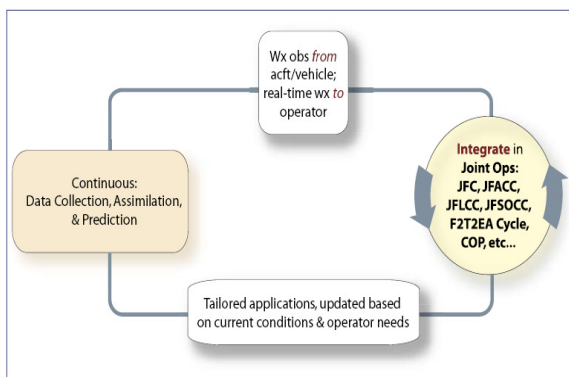 Wx obs from
acft/vehicle;
real-time wx to
operator
Continuous:
Data Collection, Assimilation,
& Prediction
Integrate in
Joint Ops:
JFC, JFACC,
JFLCC, JFSOCC,
F2T2EA Cycle,
COP, etc...
Tailored applications, updated based
on current conditions & operator needs